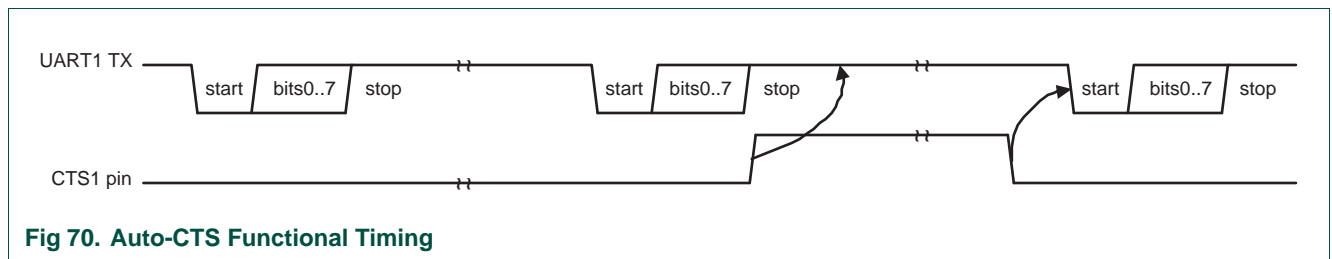 UART1 TX
start bits0..7 stop start bits0..7 stop start bits0..7 stop
CTS1 pin
Fig 70. Auto-CTS Functional Timing